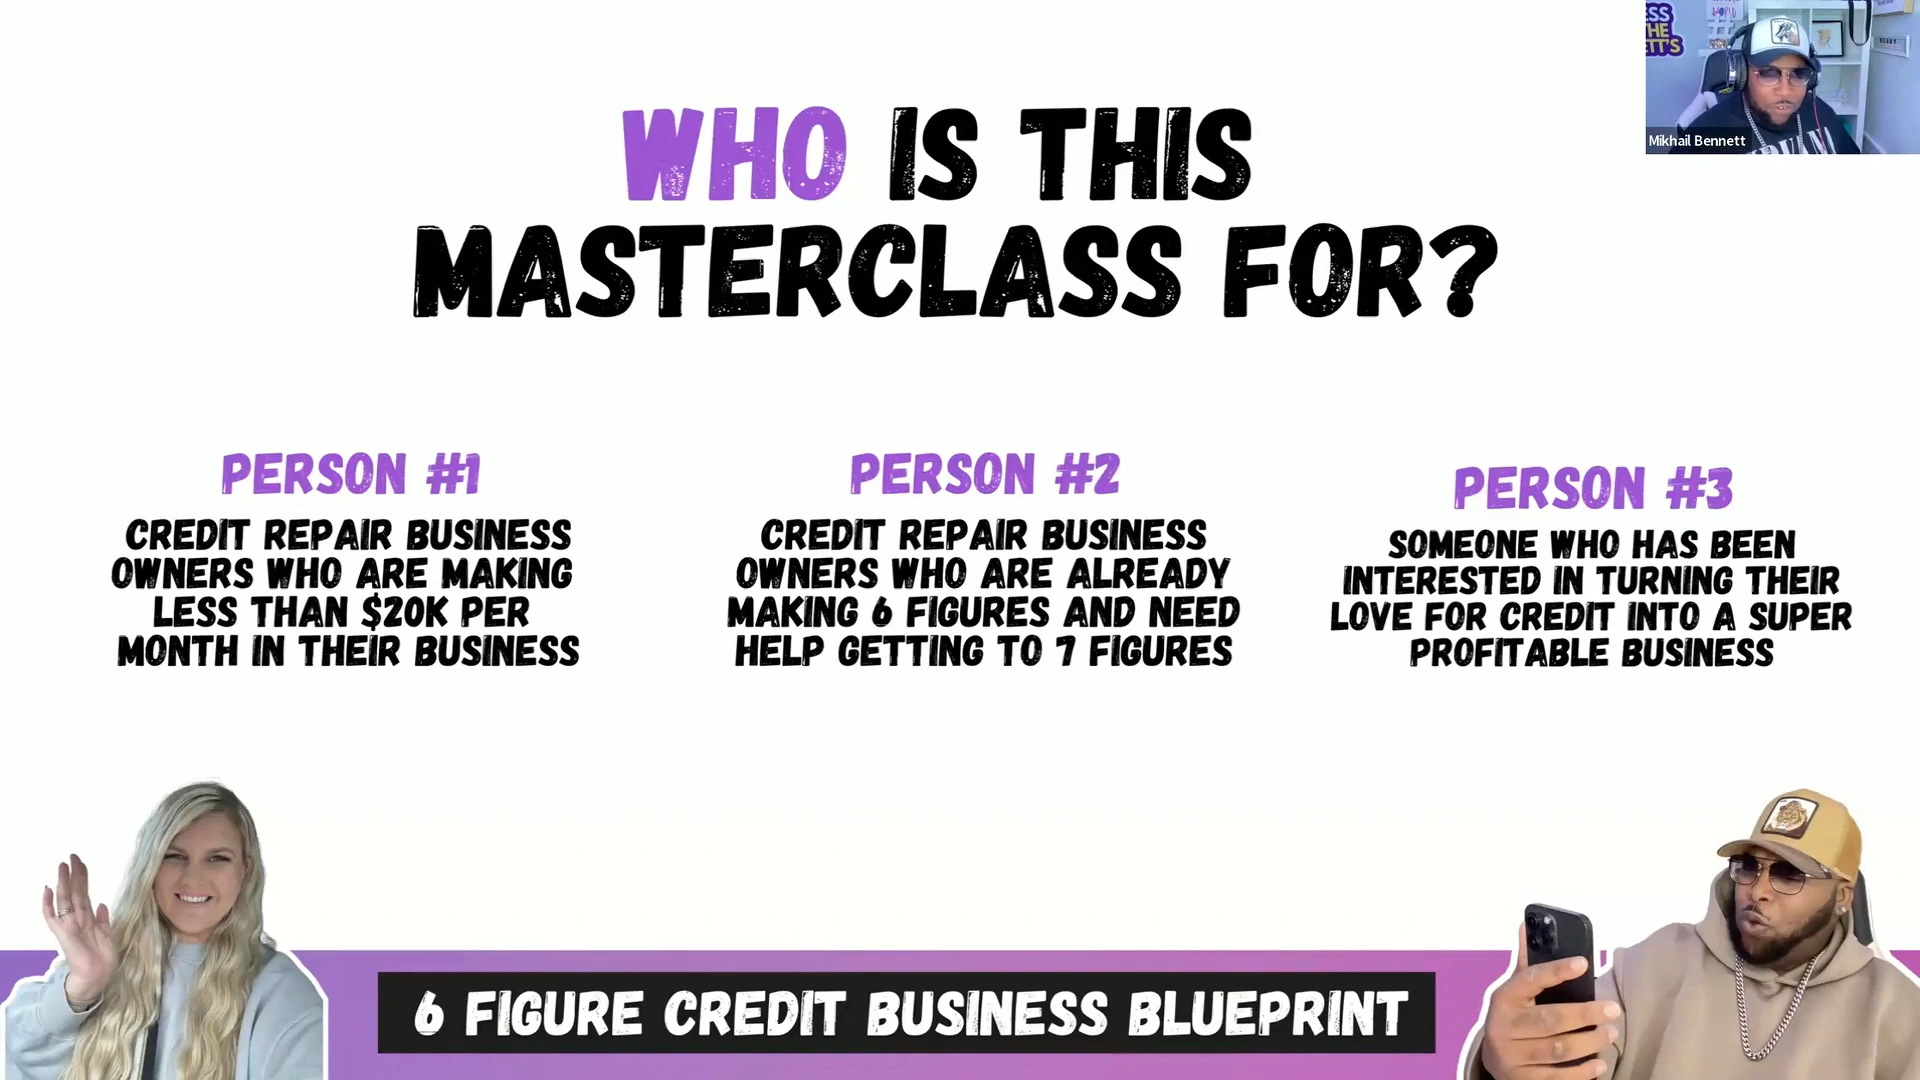 WHO IS THIS
MASTERCLASS FOR?
PERSON #1
CREDIT REPAIR BUSINESS
OWNERS WHO ARE MAKING
LESS THAN $20K PER
MONTH IN THEIR BUSINESS
PERSON #2
CREDIT REPAIR BUSINESS
OWNERS WHO ARE ALREADY
MAKING 6 FIGURES AND NEED
HELP GETTING TO 7 FIGURES
PERSON #3
SOMEONE WHO HAS BEEN
INTERESTED IN TURNING THEIR
LOVE FOR CREDIT INTO A SUPER
PROFITABLE BUSINESS
6 FIGURE CREDIT BUSINESS BLUEPRINT
ESS
HE
ETT'S
Mikhail Bennett